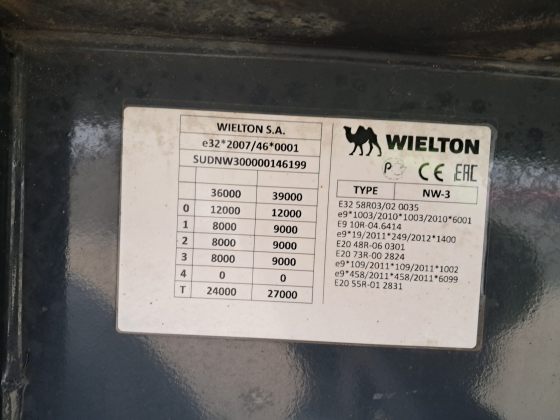 WIELTON S.A.
e32*2007/46*0001
SUDNW300000146199
36000 39000
0 12000 12000
1 8000 9000
2 8000 9000
3 8000 9000
4 0 0
T 24000 27000
WIELTON
P CE EAC
TYPE NW-3
E32 58R03/02 0035
e9*1003/2010*1003/2010*6001
E9 10R-04.6414
e9*19/2011*249/2012*1400
E20 48R-06 0301
E20 73R-00 2824
e9*109/2011*109/2011*1002
e9*458/2011*458/2011*6099
E20 55R-01 2831